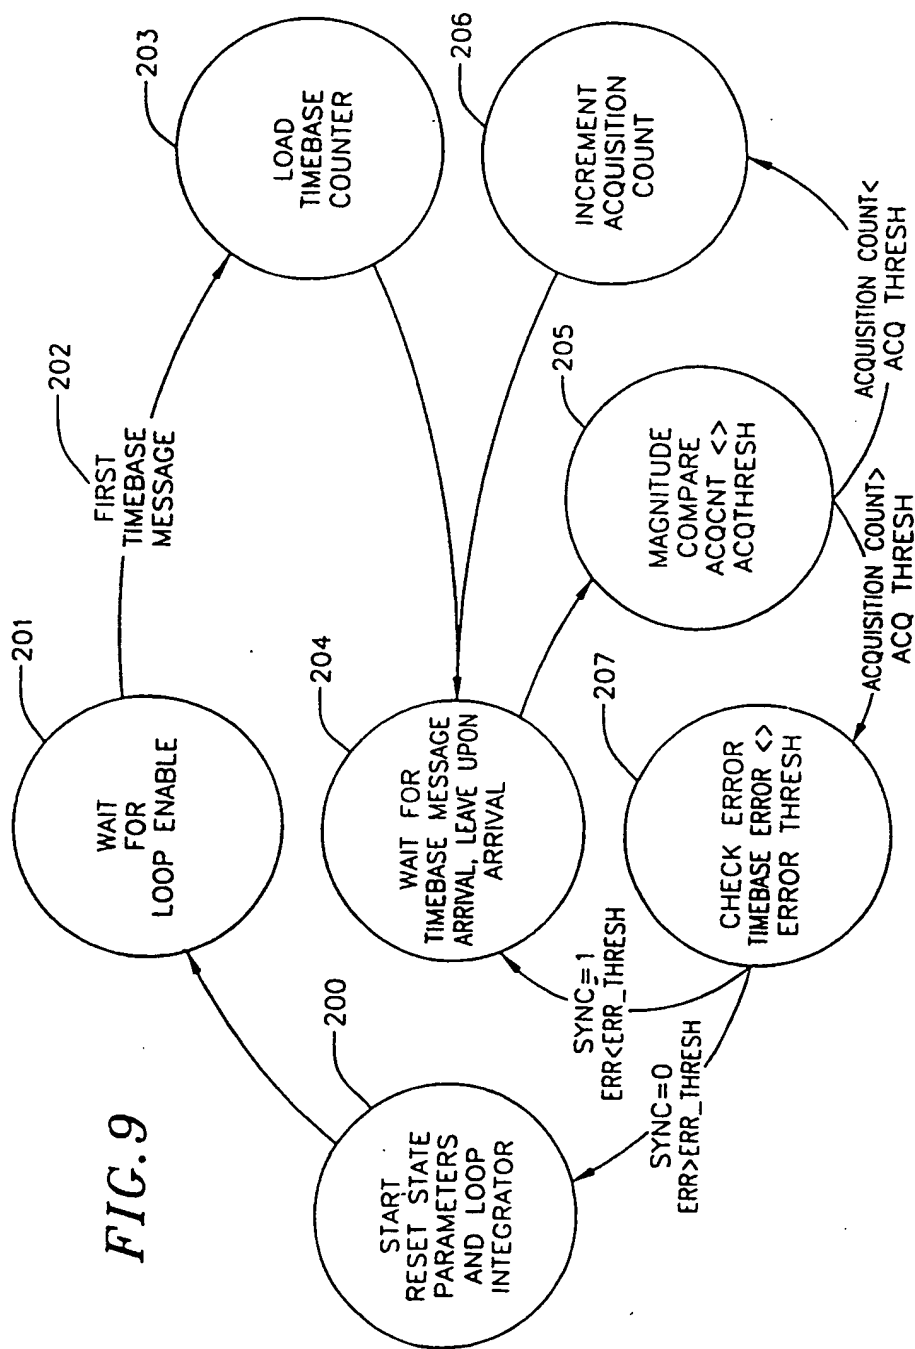 FIG.9
200
START
RESET STATE
PARAMETERS
AND LOOP
INTEGRATOR
201
WAIT
FOR
LOOP ENABLE
202
FIRST
TIMEBASE
MESSAGE
203
LOAD
TIMEBASE
COUNTER
204
WAIT FOR
TIMEBASE MESSAGE
ARRIVAL, LEAVE UPON
ARRIVAL
205
MAGNITUDE
COMPARE
ACQCNT <>
ACQTHRESH
206
INCREMENT
ACQUISITION
COUNT
207
CHECK ERROR
TIMEBASE ERROR <>
ERROR THRESH
SYNC=1
ERR<ERR_THRESH
SYNC=0
ERR>ERR_THRESH
ACQUISITION COUNT>
ACQ THRESH
ACQUISITION COUNT<
ACQ THRESH